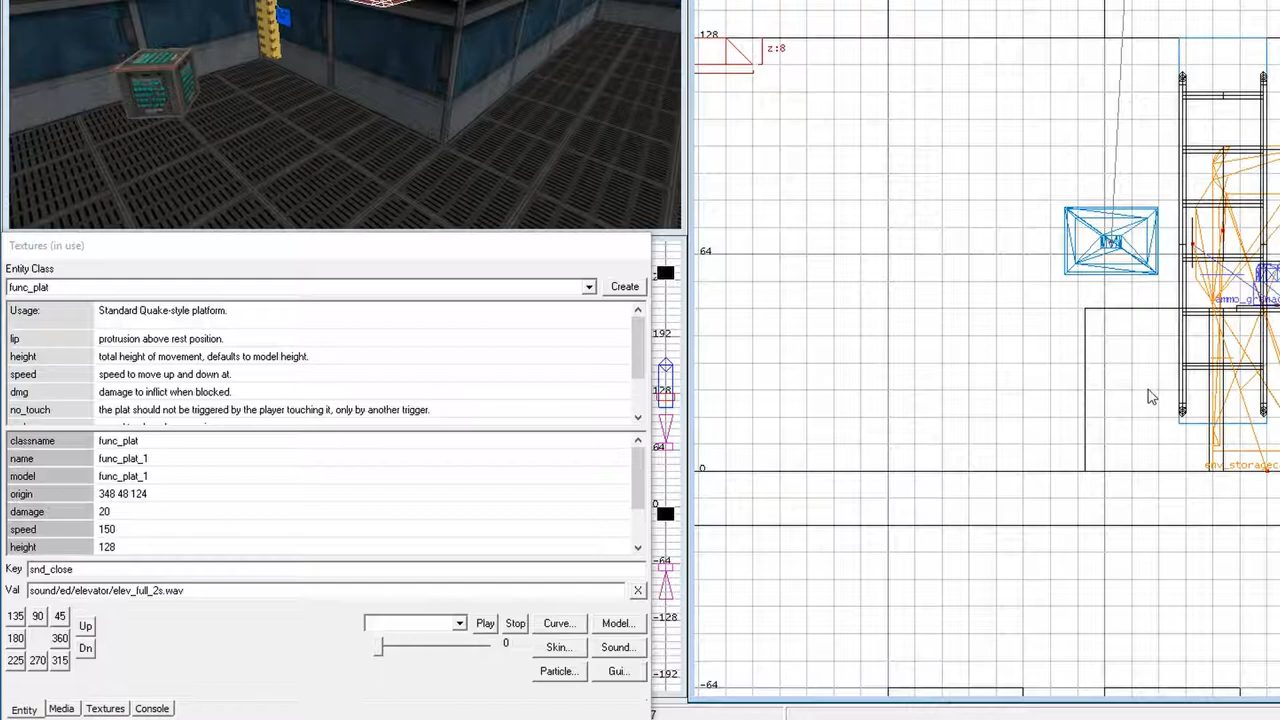 128
z:8
64
ammo_grenad
0
env_storagec
-64
Textures (in use)
Entity Class
func_plat
Create
Usage: Standard Quake-style platform.
lip protrusion above rest position.
height total height of movement, defaults to model height.
speed speed to move up and down at.
dmg damage to inflict when blocked.
no_touch the plat should not be triggered by the player touching it, only by another trigger.
classname func_plat
name func_plat_1
model func_plat_1
origin 348 48 124
damage 20
speed 150
height 128
Key snd_close
Val sound/ed/elevator/elev_full_2s.wav X
135 90 45 Up Play Stop Curve... Model...
180 360 Dn 0 Skin... Sound...
225 270 315 Particle... Gui...
Entity Media Textures Console
192
128
64
0
-64
-128
-192
7